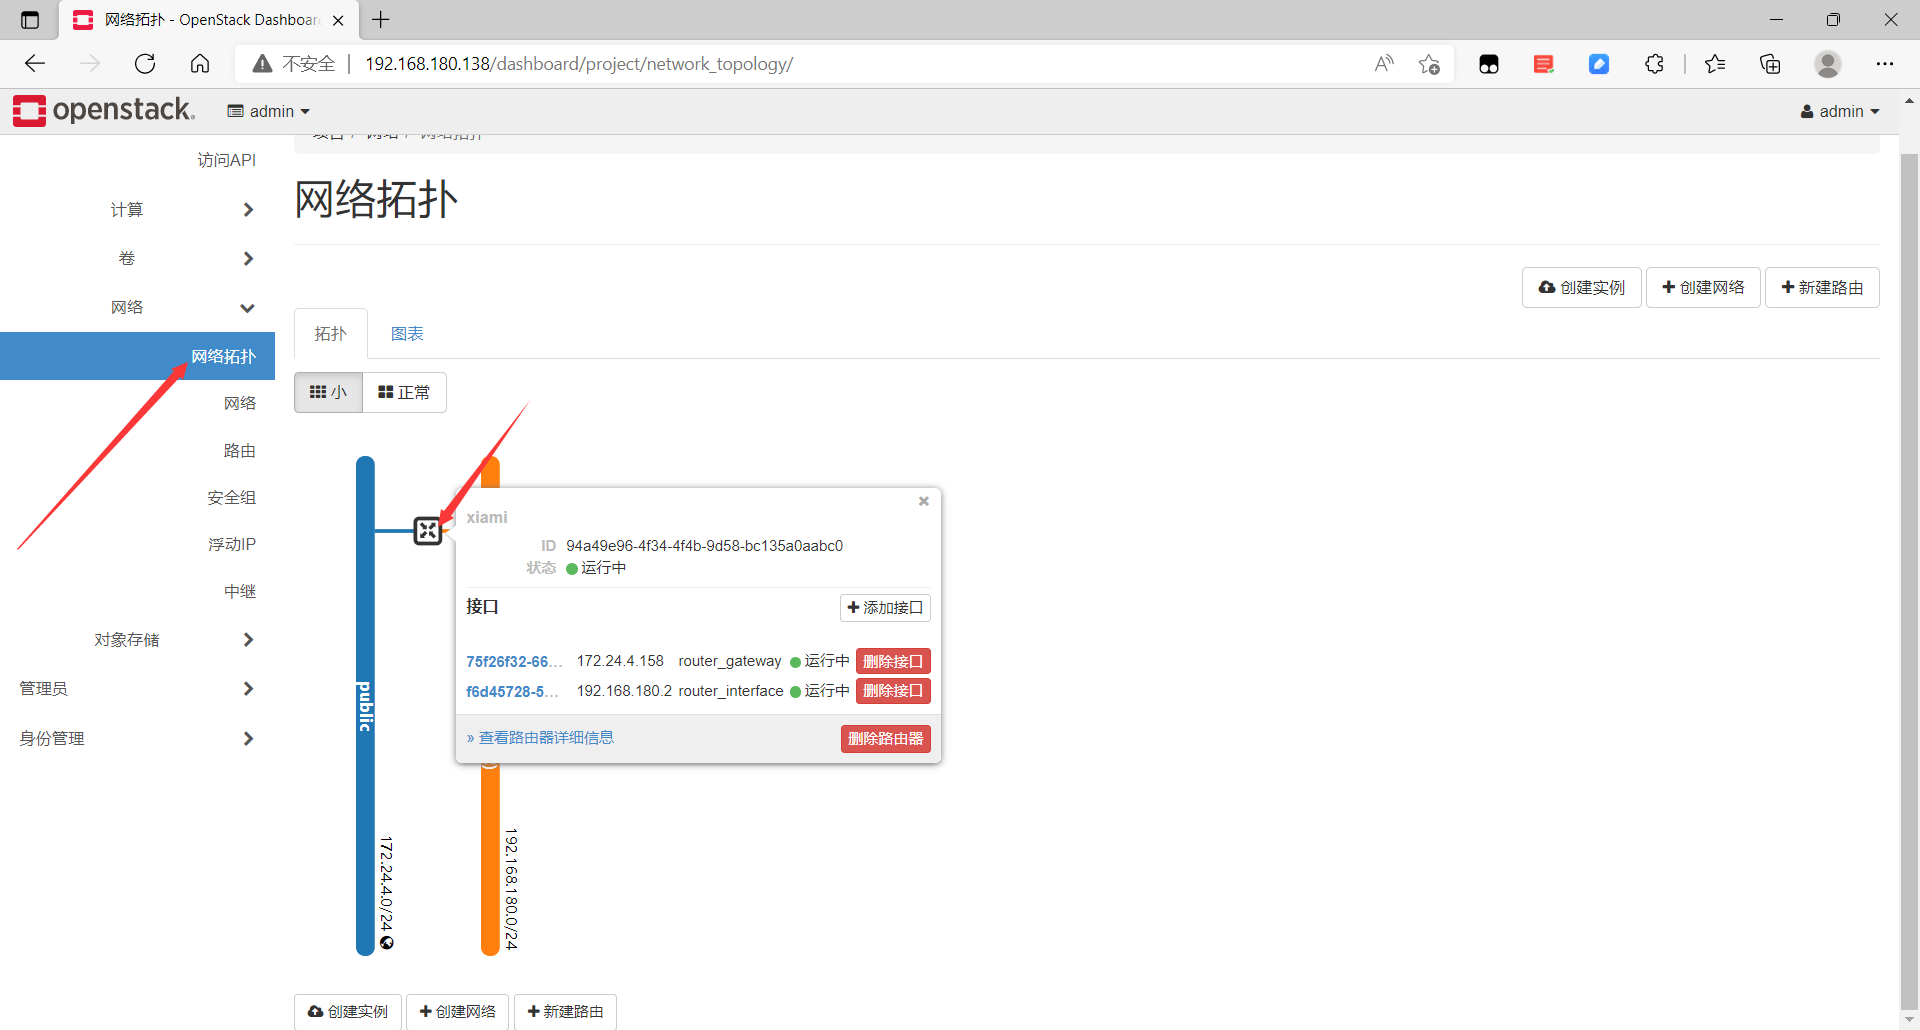 网络拓扑 - OpenStack Dashboar
不安全
192.168.180.138/dashboard/project/network_topology/
openstack.
admin
admin
项目 / 网络 / 网络拓扑
访问API
计算
卷
网络
网络拓扑
网络
路由
安全组
浮动IP
中继
对象存储
管理员
身份管理
网络拓扑
创建实例
创建网络
新建路由
拓扑
图表
小
正常
public
172.24.4.0/24
192.168.180.0/24
xiami
ID 94a49e96-4f34-4f4b-9d58-bc135a0aabc0
状态 运行中
接口
添加接口
75f26f32-66... 172.24.4.158 router_gateway 运行中 删除接口
f6d45728-5... 192.168.180.2 router_interface 运行中 删除接口
» 查看路由器详细信息
删除路由器
创建实例
创建网络
新建路由